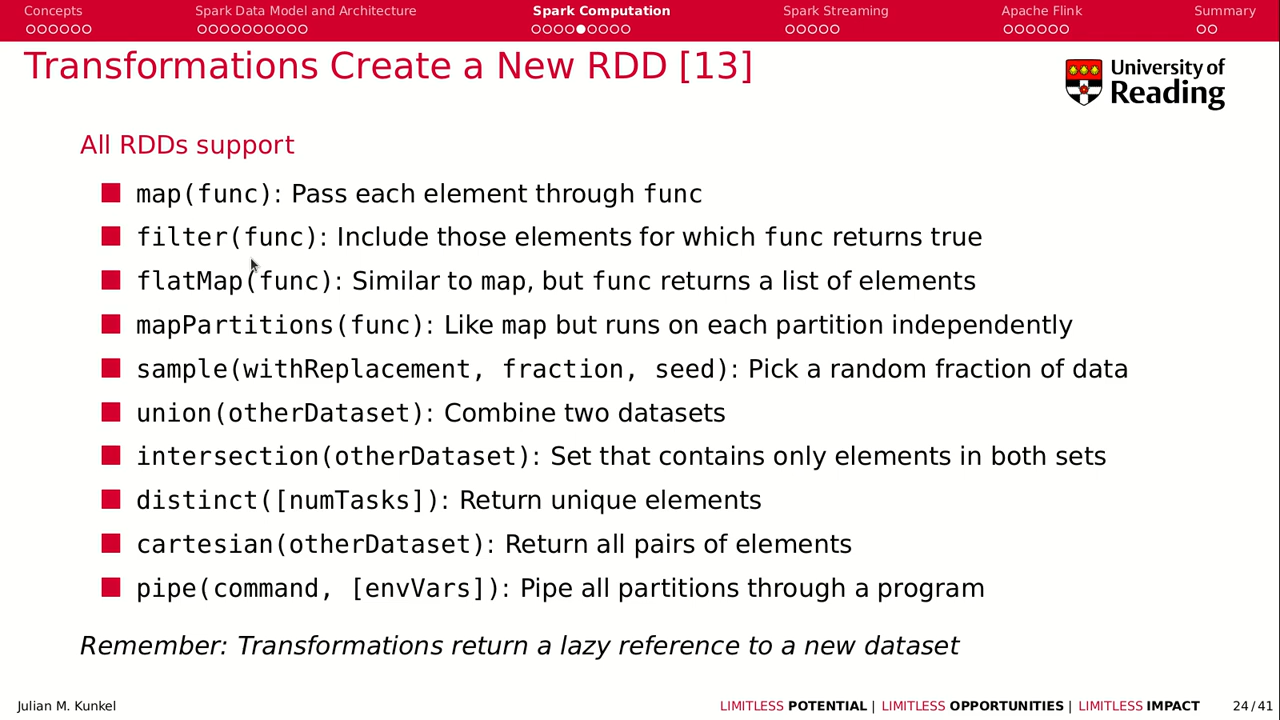 Concepts Spark Data Model and Architecture Spark Computation Spark Streaming Apache Flink Summary
Transformations Create a New RDD [13]
University of
Reading
All RDDs support
map(func): Pass each element through func
filter(func): Include those elements for which func returns true
flatMap(func): Similar to map, but func returns a list of elements
mapPartitions(func): Like map but runs on each partition independently
sample(withReplacement, fraction, seed): Pick a random fraction of data
union(otherDataset): Combine two datasets
intersection(otherDataset): Set that contains only elements in both sets
distinct([numTasks]): Return unique elements
cartesian(otherDataset): Return all pairs of elements
pipe(command, [envVars]): Pipe all partitions through a program
Remember: Transformations return a lazy reference to a new dataset
Julian M. Kunkel LIMITLESS POTENTIAL | LIMITLESS OPPORTUNITIES | LIMITLESS IMPACT 24/41